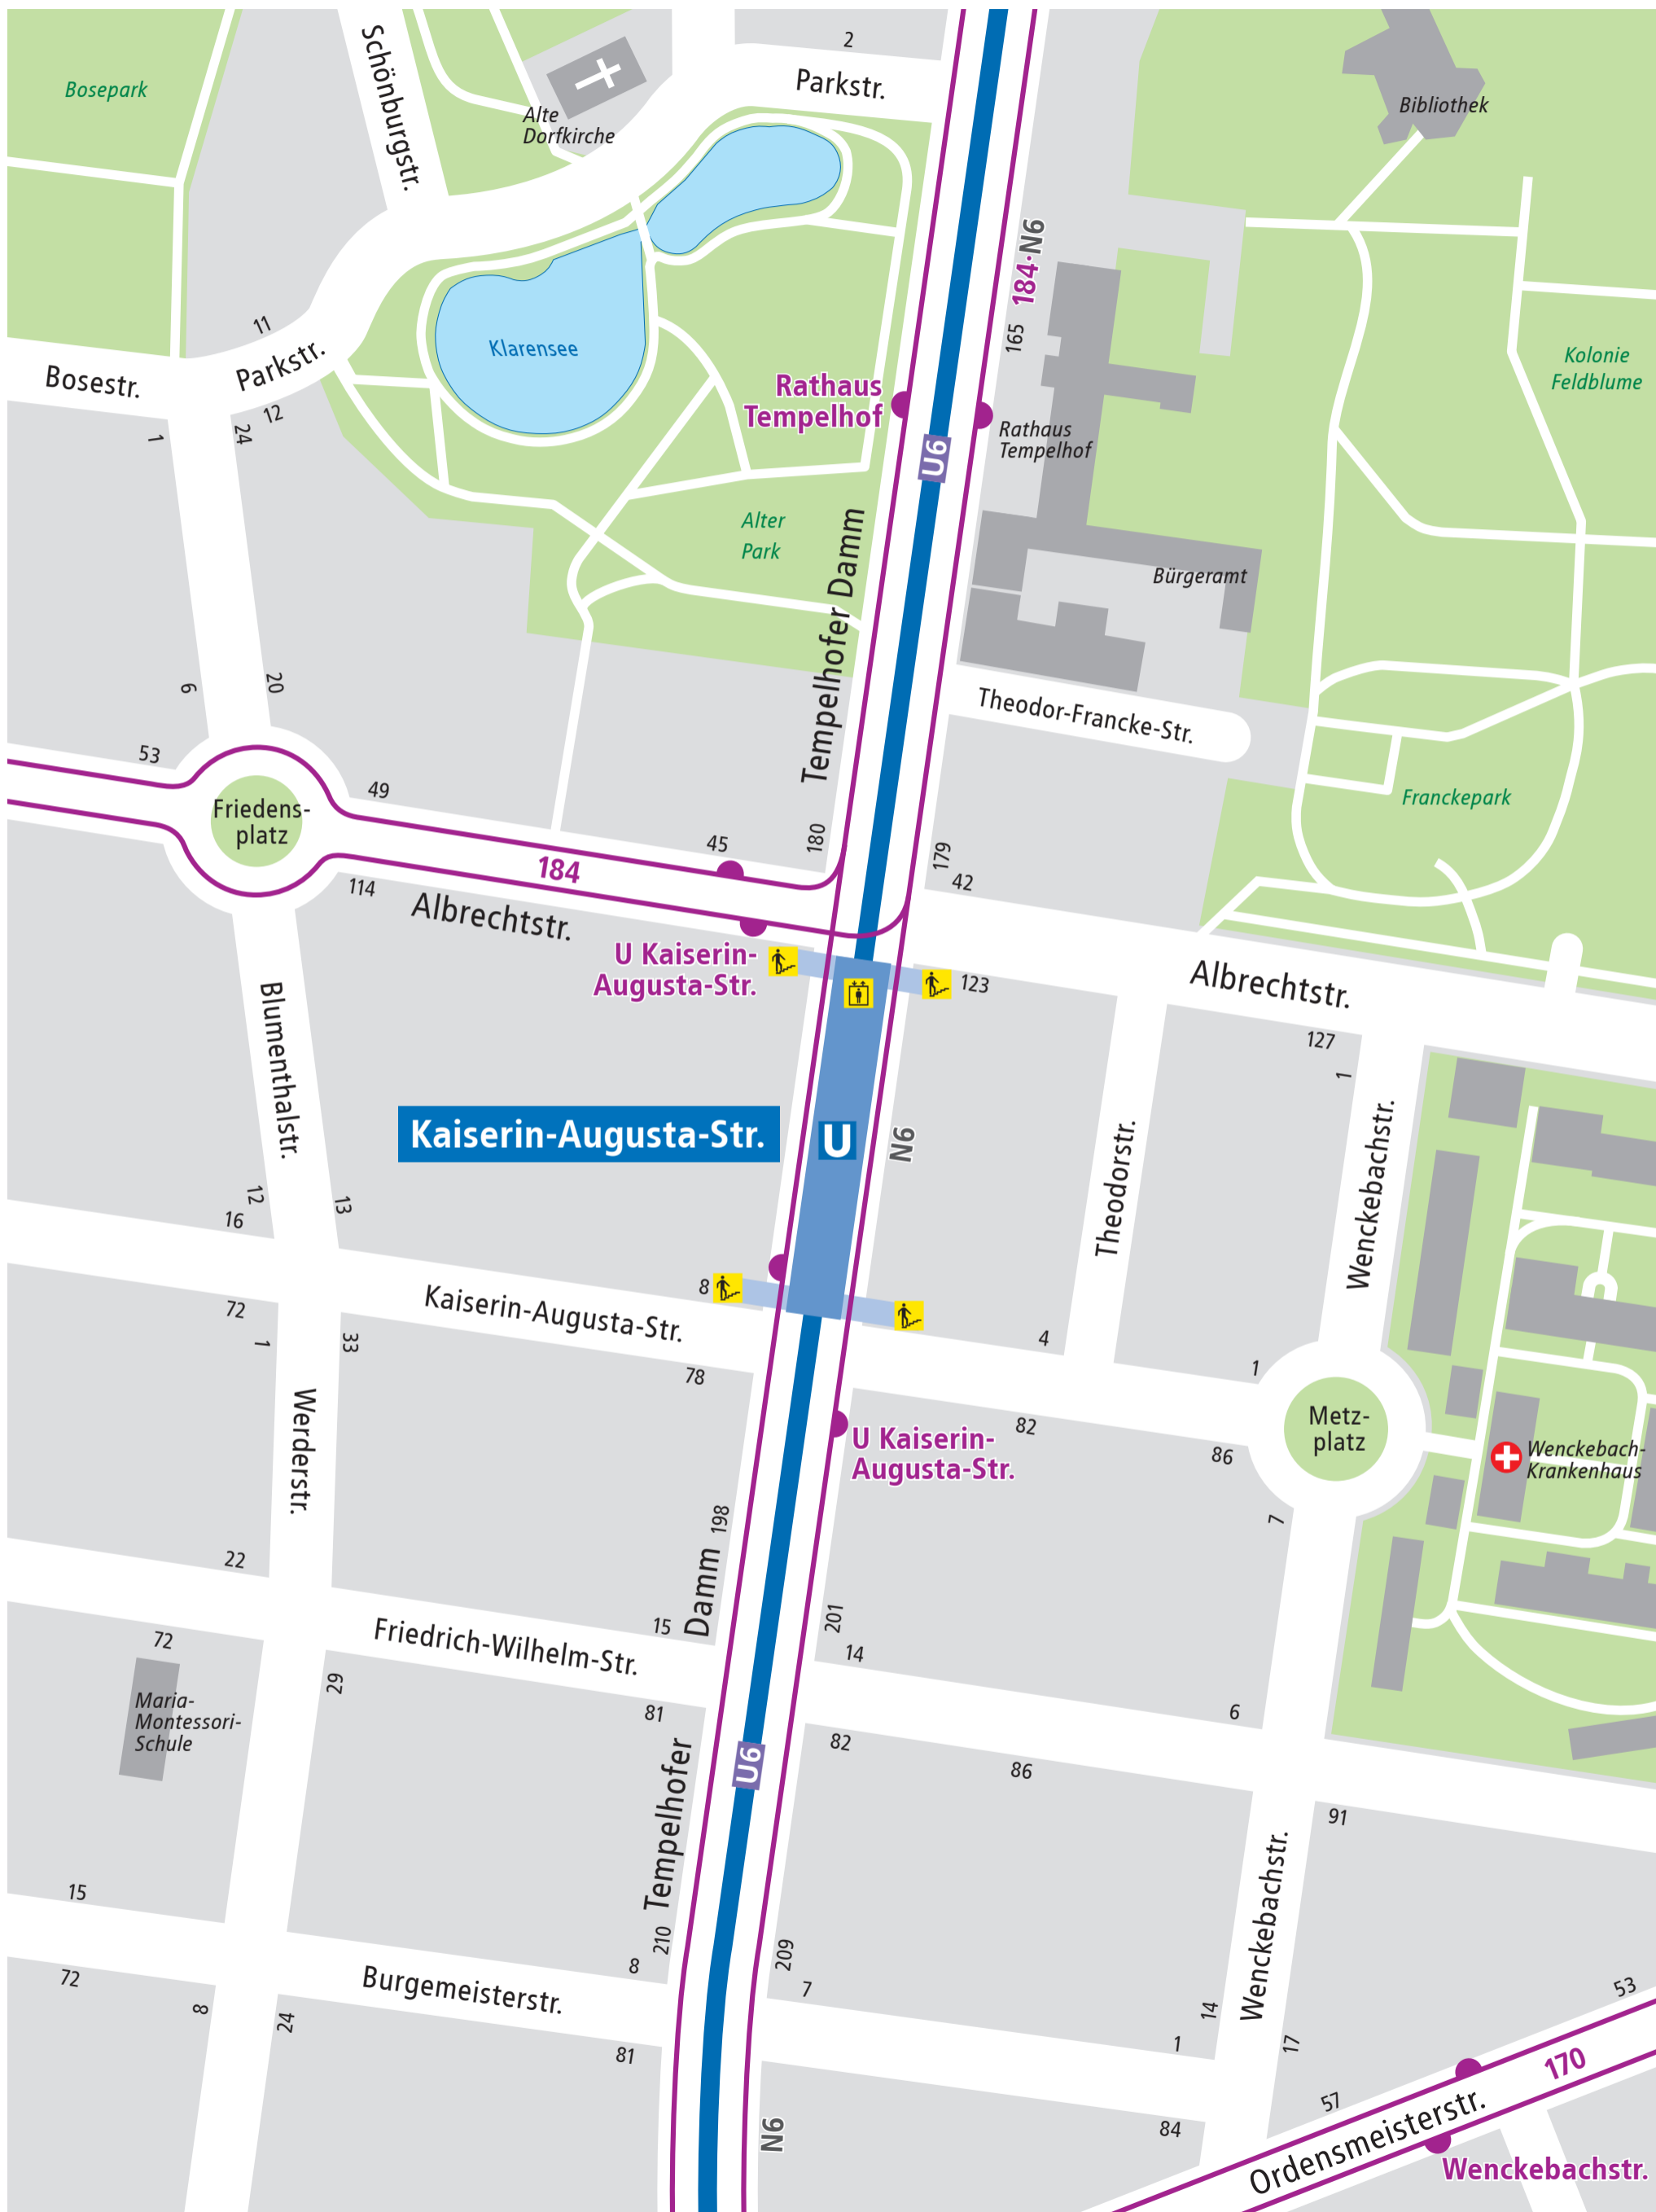 2
Schönburgstr.
Parkstr.
Bosepark
Bibliothek
Alte
Dorfkirche
184·N6
11
165
Klarensee
Parkstr.
Bosestr.
Kolonie
Feldblume
Rathaus
Tempelhof
12
24
1
Rathaus
Tempelhof
U6
Alter
Park
Bürgeramt
Tempelhofer Damm
6
20
Theodor-Francke-Str.
53
49
Franckepark
Friedens-
platz
45
180
179
184
42
114
Albrechtstr.
U Kaiserin-
Augusta-Str.
123
Albrechtstr.
127
1
Blumenthalstr.
Kaiserin-Augusta-Str.
U
N6
Theodorstr.
Wenckebachstr.
12
13
16
8
Kaiserin-Augusta-Str.
72
1
33
4
1
78
82
86
Metz-
platz
U Kaiserin-
Augusta-Str.
Wenckebach-
Krankenhaus
Werderstr.
198
7
Damm
22
15
201
14
72
Friedrich-Wilhelm-Str.
29
81
6
Maria-
Montessori-
Schule
82
86
U6
Tempelhofer
91
Wenckebachstr.
15
210
209
8
7
72
Burgemeisterstr.
8
24
81
14
1
17
53
170
57
84
N6
Ordensmeisterstr.
Wenckebachstr.